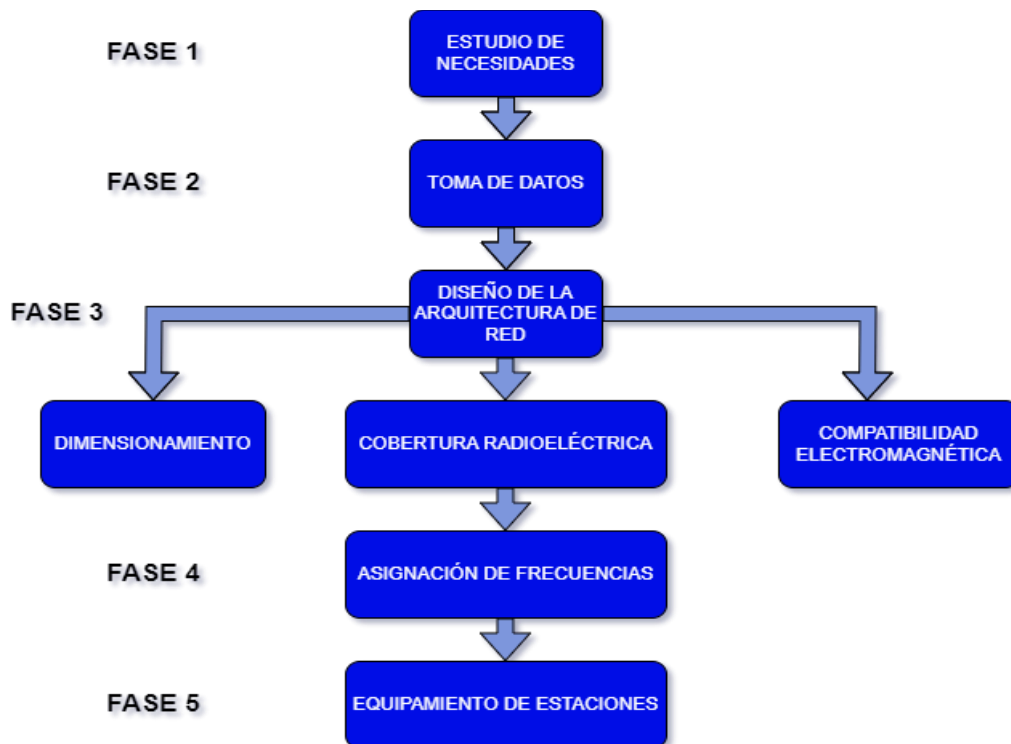 FASE 1
ESTUDIO DE
NECESIDADES
FASE 2
TOMA DE DATOS
FASE 3
DISEÑO DE LA
ARQUITECTURA DE
RED
DIMENSIONAMIENTO
COBERTURA RADIOELÉCTRICA
COMPATIBILIDAD
ELECTROMAGNÉTICA
FASE 4
ASIGNACIÓN DE FRECUENCIAS
FASE 5
EQUIPAMIENTO DE ESTACIONES